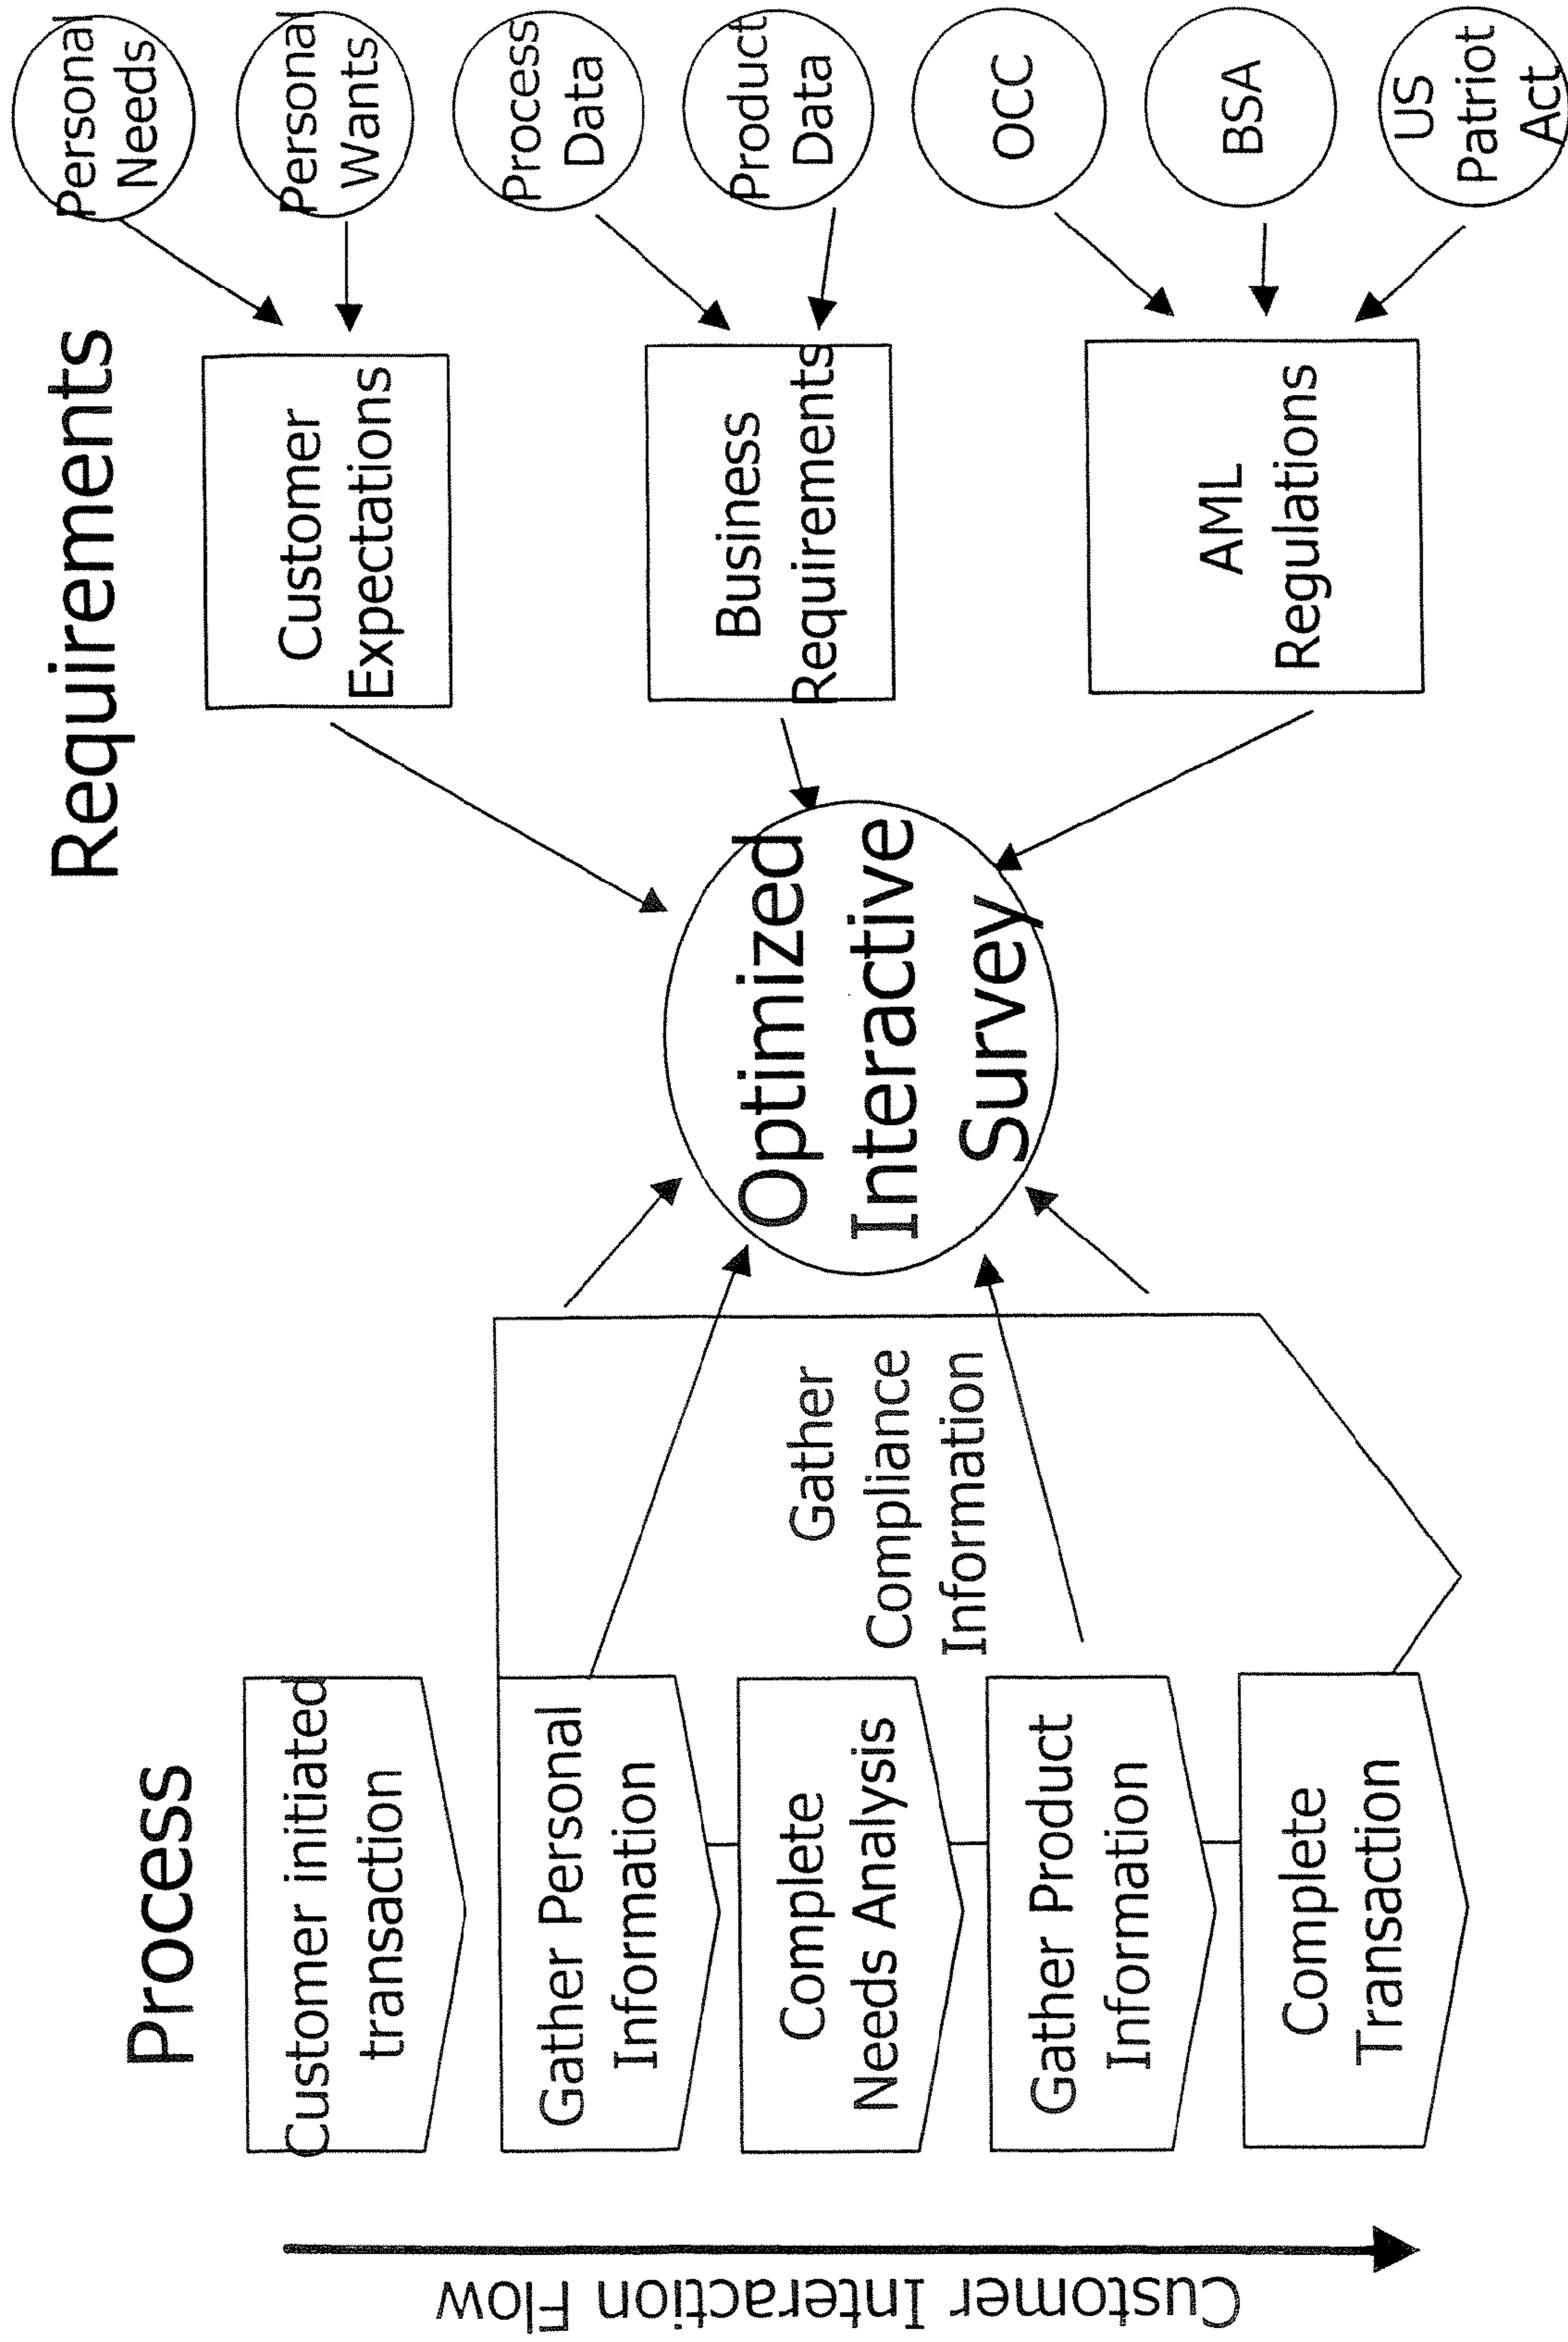 Process
Requirements
Customer Interaction Flow
Customer initiated
transaction
Gather Personal
Information
Complete
Needs Analysis
Gather Product
Information
Complete
Transaction
Gather
Compliance
Information
Optimized
Interactive
Survey
Customer
Expectations
Business
Requirements
AML
Regulations
Personal
Needs
Personal
Wants
Process
Data
Product
Data
OCC
BSA
US
Patriot
Act